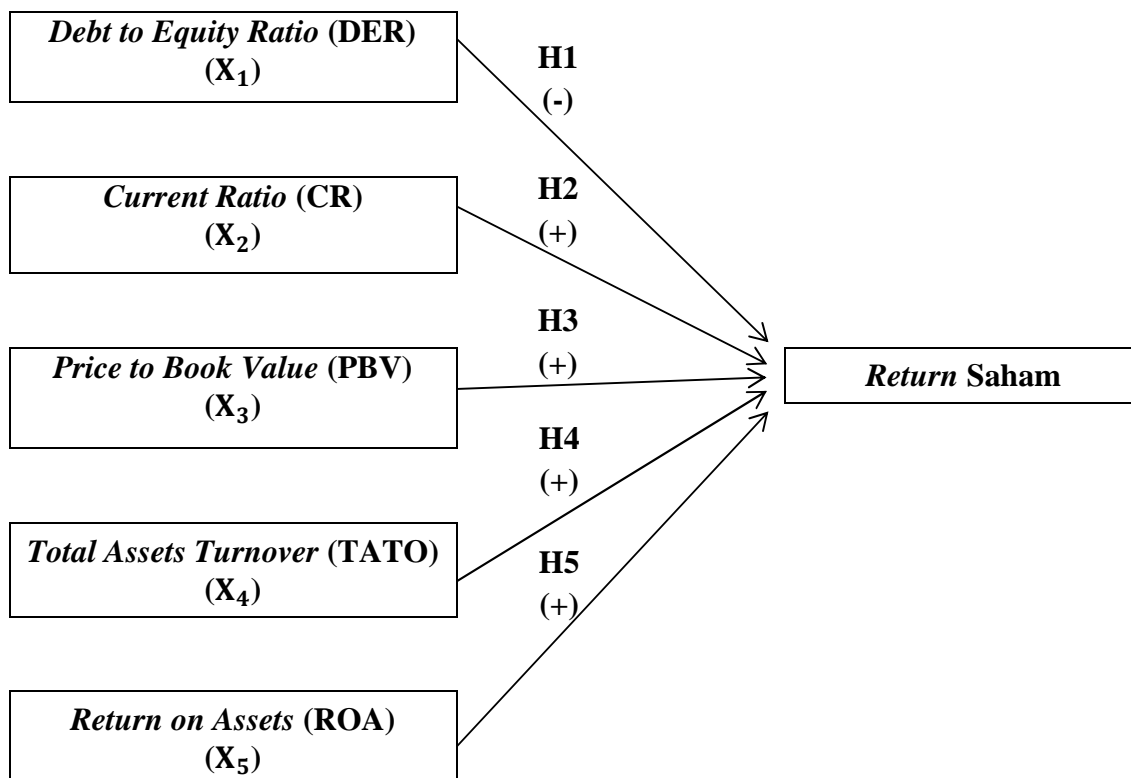 Debt to Equity Ratio (DER)
(X₁)
H1
(-)
Current Ratio (CR)
(X₂)
H2
(+)
Price to Book Value (PBV)
(X₃)
H3
(+)
Return Saham
Total Assets Turnover (TATO)
(X₄)
H4
(+)
Return on Assets (ROA)
(X₅)
H5
(+)